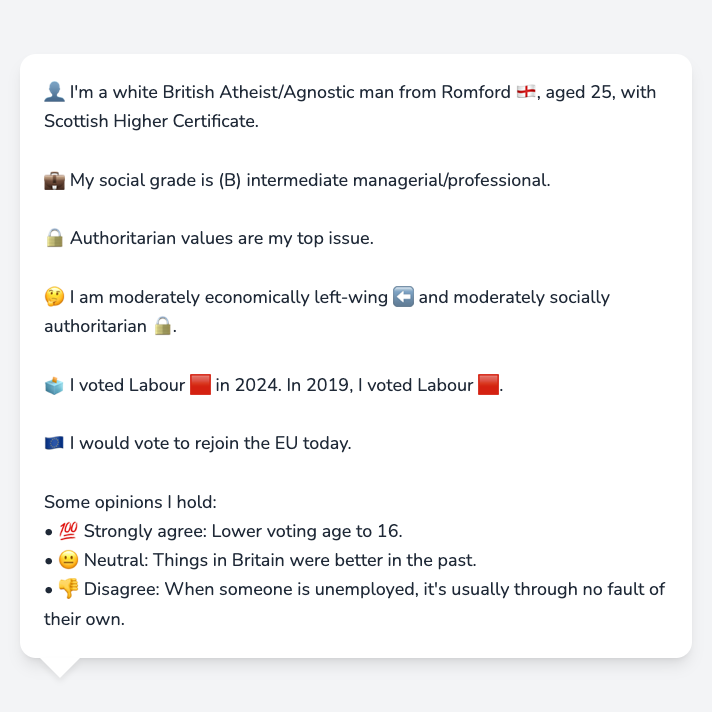 👤 I'm a white British Atheist/Agnostic man from Romford 🏴󠁧󠁢󠁥󠁮󠁧󠁿, aged 25, with
Scottish Higher Certificate.
💼 My social grade is (B) intermediate managerial/professional.
🔒 Authoritarian values are my top issue.
🤔 I am moderately economically left-wing ⬅️ and moderately socially
authoritarian 🔒.
🗳️ I voted Labour 🟥 in 2024. In 2019, I voted Labour 🟥.
🇪🇺 I would vote to rejoin the EU today.
Some opinions I hold:
• 💯 Strongly agree: Lower voting age to 16.
• 😐 Neutral: Things in Britain were better in the past.
• 👎 Disagree: When someone is unemployed, it's usually through no fault of
their own.